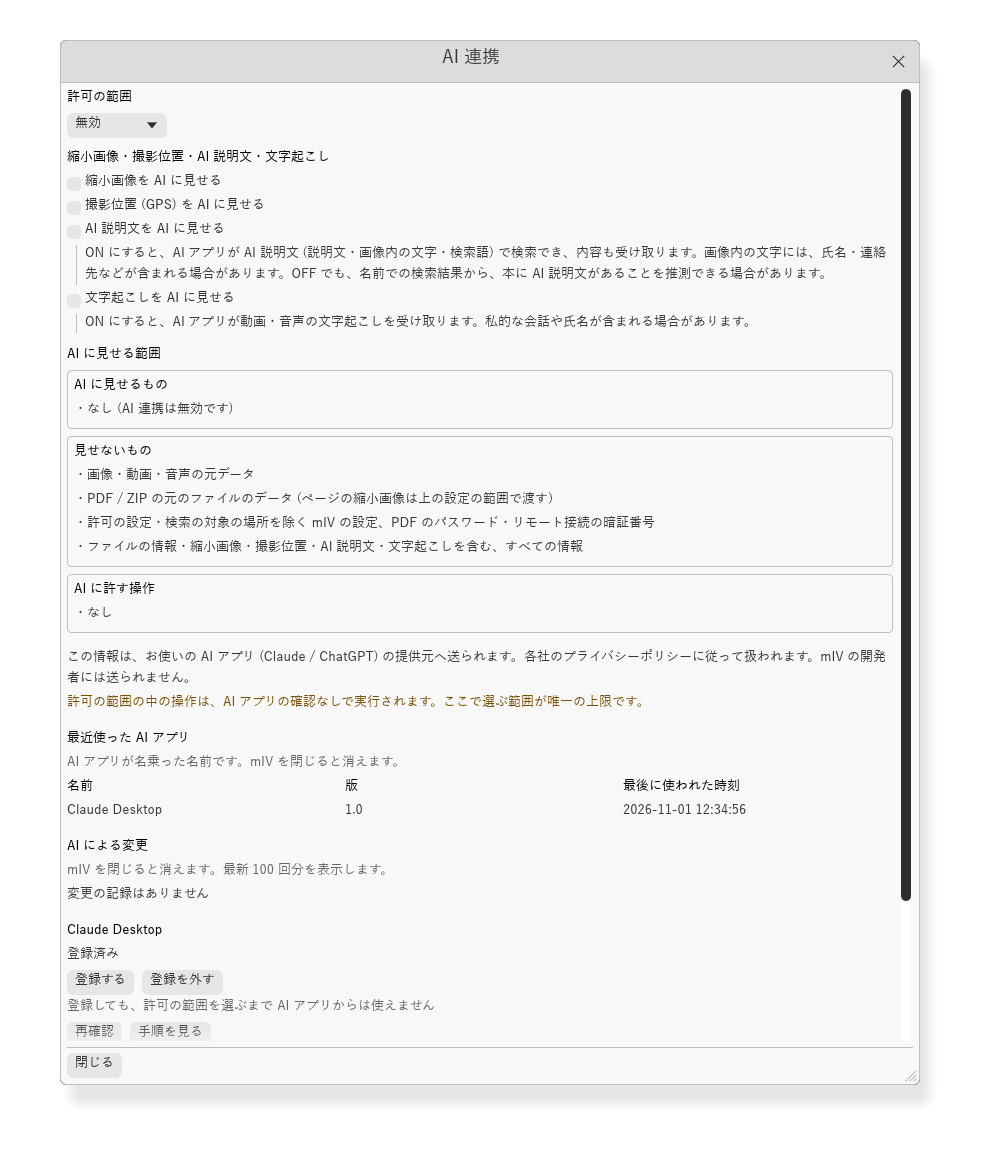 AI 連携
許可の範囲
無効
縮小画像・撮影位置・AI 説明文・文字起こし
縮小画像を AI に見せる
撮影位置 (GPS) を AI に見せる
AI 説明文を AI に見せる
ON にすると、AI アプリが AI 説明文 (説明文・画像内の文字・検索語) で検索でき、内容も受け取ります。画像内の文字には、氏名・連絡
先などが含まれる場合があります。OFF でも、名前での検索結果から、本に AI 説明文があることを推測できる場合があります。
文字起こしを AI に見せる
ON にすると、AI アプリが動画・音声の文字起こしを受け取ります。私的な会話や氏名が含まれる場合があります。
AI に見せる範囲
AI に見せるもの
・なし (AI 連携は無効です)
見せないもの
・画像・動画・音声の元データ
・PDF / ZIP の元のファイルのデータ (ページの縮小画像は上の設定の範囲で渡す)
・許可の設定・検索の対象の場所を除く mIV の設定、PDF のパスワード・リモート接続の暗証番号
・ファイルの情報・縮小画像・撮影位置・AI 説明文・文字起こしを含む、すべての情報
AI に許す操作
・なし
この情報は、お使いの AI アプリ (Claude / ChatGPT) の提供元へ送られます。各社のプライバシーポリシーに従って扱われます。mIV の開発
者には送られません。
許可の範囲の中の操作は、AI アプリの確認なしで実行されます。ここで選ぶ範囲が唯一の上限です。
最近使った AI アプリ
AI アプリが名乗った名前です。mIV を閉じると消えます。
名前 版 最後に使われた時刻
Claude Desktop 1.0 2026-11-01 12:34:56
AI による変更
mIV を閉じると消えます。最新 100 回分を表示します。
変更の記録はありません
Claude Desktop
登録済み
登録する 登録を外す
登録しても、許可の範囲を選ぶまで AI アプリからは使えません
再確認 手順を見る
閉じる